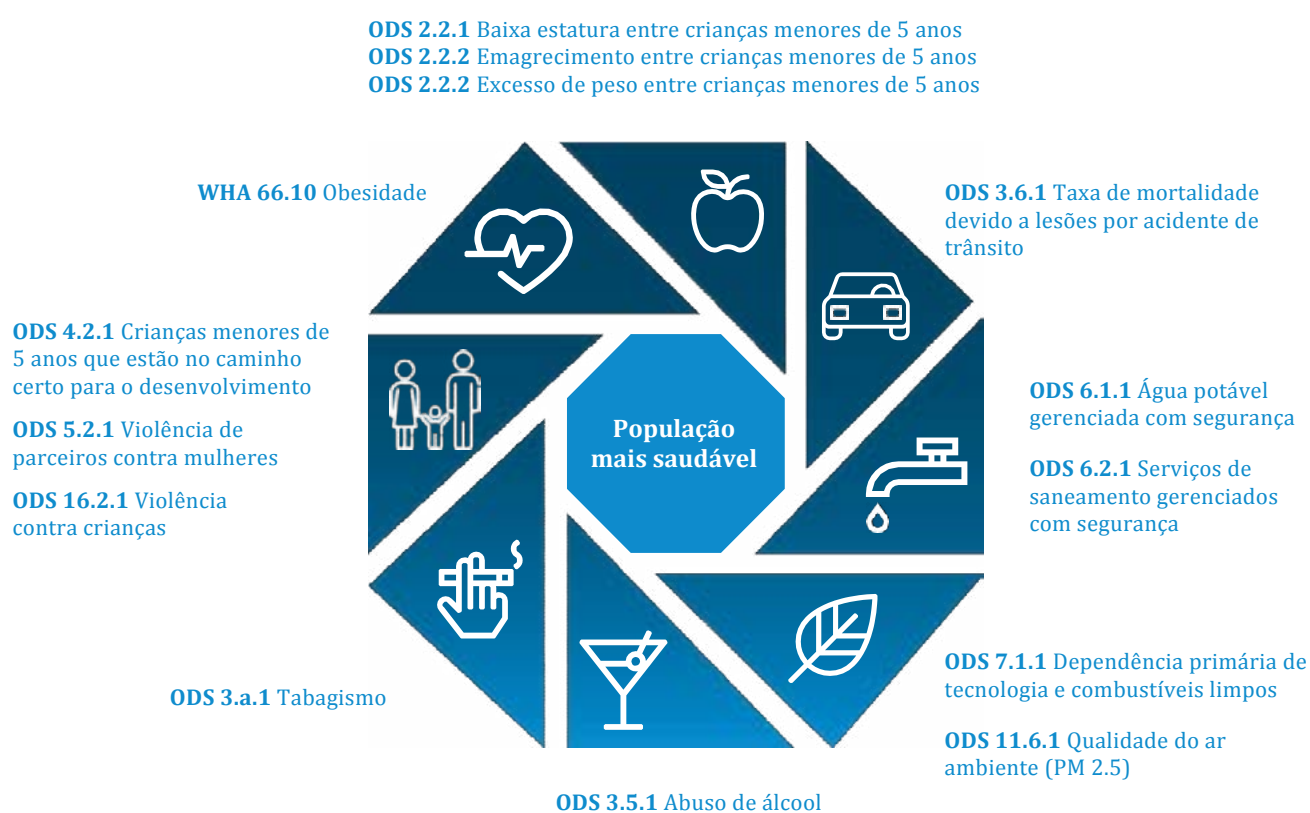 ODS 2.2.1 Baixa estatura entre crianças menores de 5 anos
ODS 2.2.2 Emagrecimento entre crianças menores de 5 anos
ODS 2.2.2 Excesso de peso entre crianças menores de 5 anos
WHA 66.10 Obesidade
ODS 3.6.1 Taxa de mortalidade
devido a lesões por acidente de
trânsito
ODS 4.2.1 Crianças menores de
5 anos que estão no caminho
certo para o desenvolvimento
ODS 5.2.1 Violência de
parceiros contra mulheres
ODS 16.2.1 Violência
contra crianças
População
mais saudável
ODS 6.1.1 Água potável
gerenciada com segurança
ODS 6.2.1 Serviços de
saneamento gerenciados
com segurança
ODS 3.a.1 Tabagismo
ODS 7.1.1 Dependência primária de
tecnologia e combustíveis limpos
ODS 11.6.1 Qualidade do ar
ambiente (PM 2.5)
ODS 3.5.1 Abuso de álcool